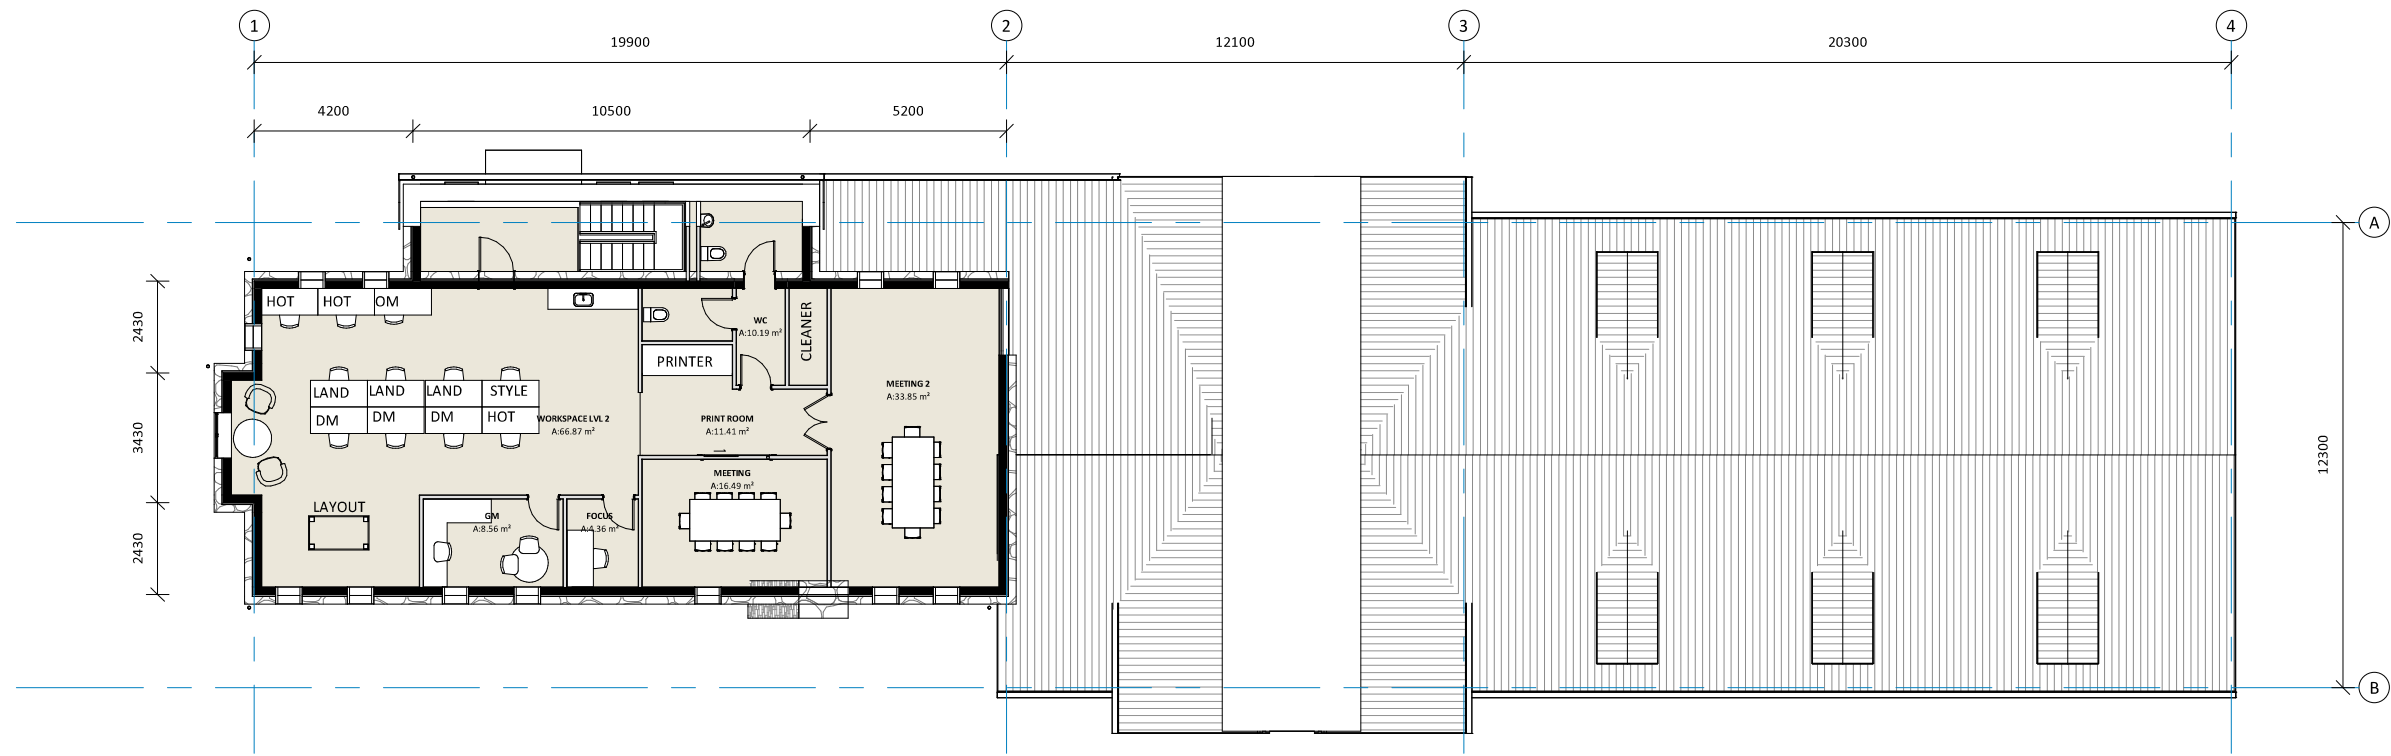 1
2
3
4
19900
12100
20300
4200
10500
5200
A
HOT
HOT
OM
2430
WC
A:10.19 m²
CLEANER
PRINTER
LAND
LAND
LAND
STYLE
DM
DM
DM
HOT
3430
WORKSPACE LVL 2
A:66.87 m²
PRINT ROOM
A:11.41 m²
MEETING 2
A:33.85 m²
12300
MEETING
A:16.49 m²
LAYOUT
GM
A:8.56 m²
FOCUS
A:4.36 m²
2430
B